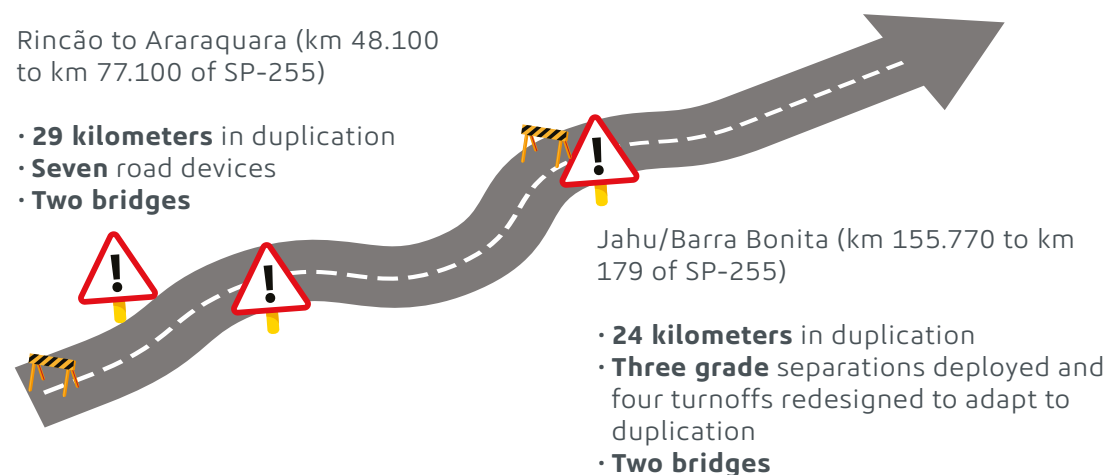 Rincão to Araraquara (km 48.100
to km 77.100 of SP-255)
· 29 kilometers in duplication
· Seven road devices
· Two bridges
!
!
!
Jahu/Barra Bonita (km 155.770 to km
179 of SP-255)
· 24 kilometers in duplication
· Three grade separations deployed and
four turnoffs redesigned to adapt to
duplication
· Two bridges